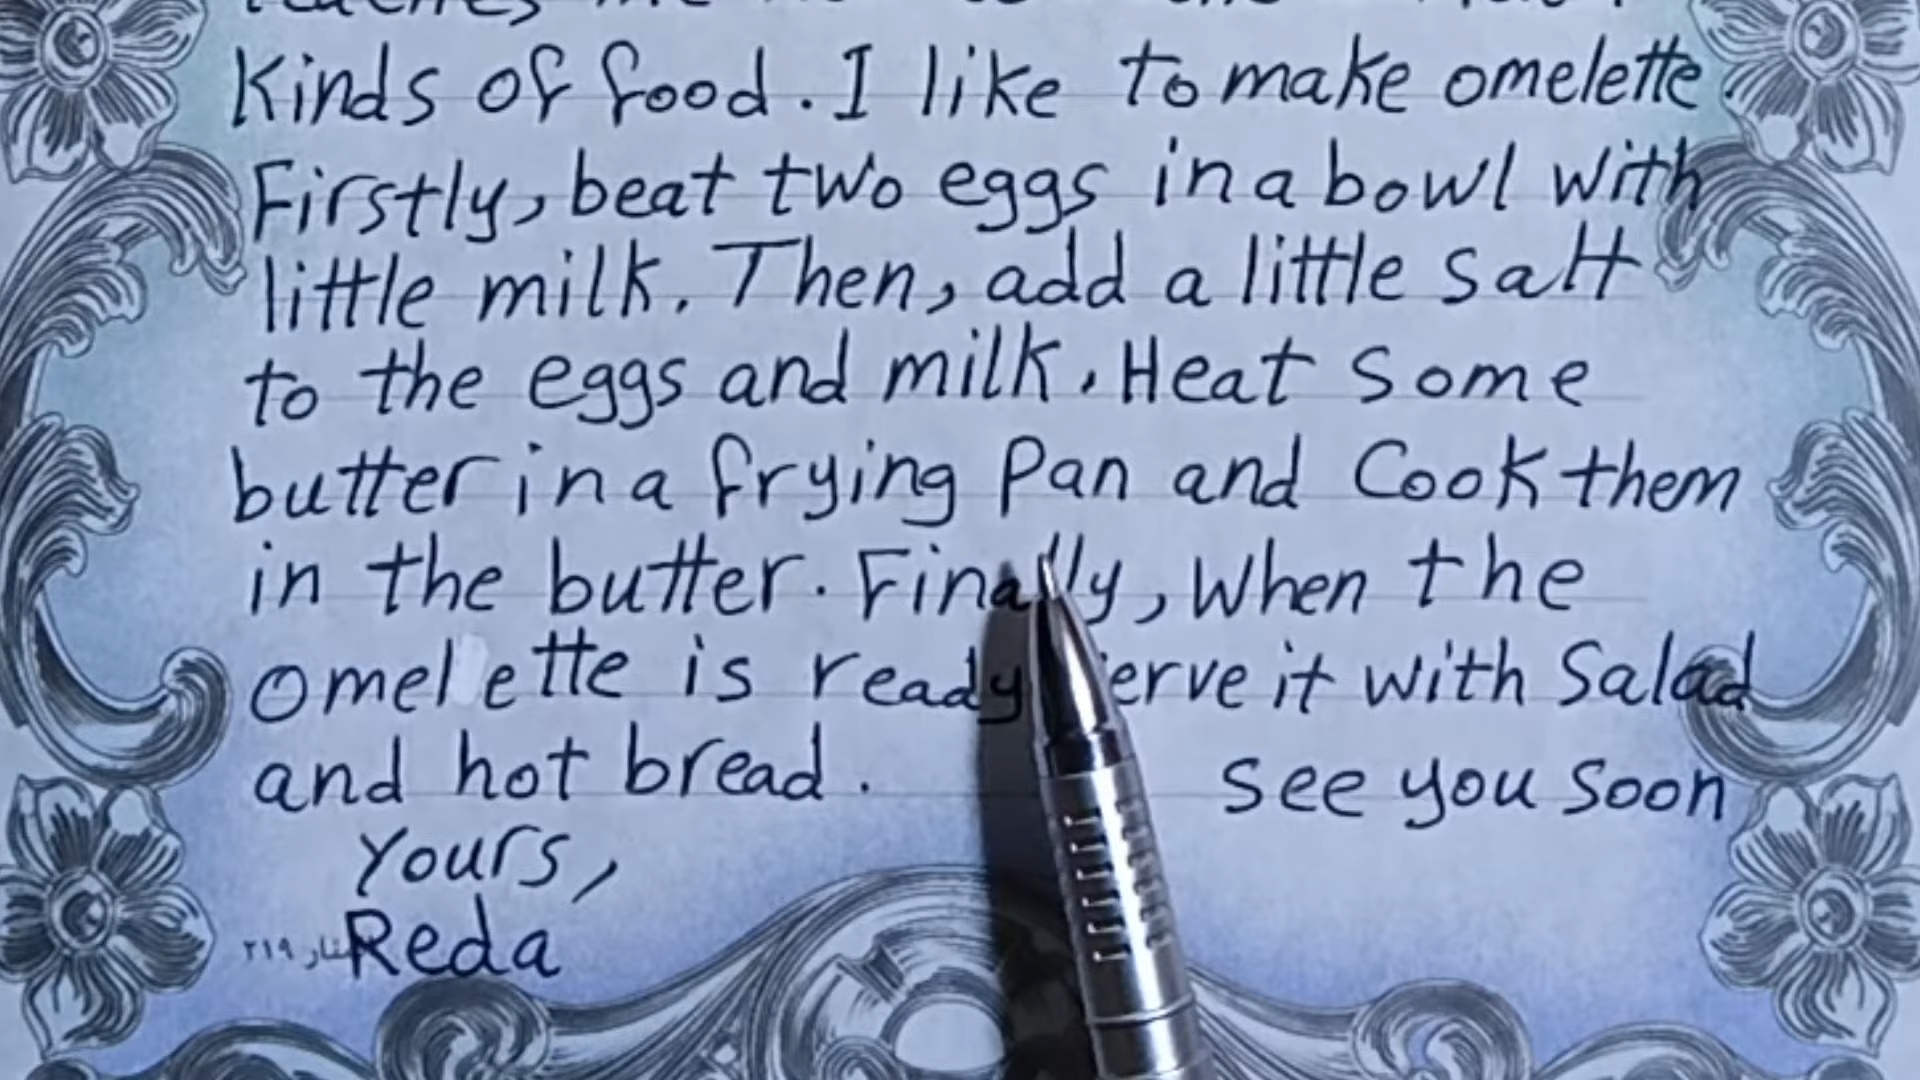 Kinds of food. I like to make omelette.
Firstly, beat two eggs in a bowl with
little milk. Then, add a little salt
to the eggs and milk. Heat some
butter in a frying pan and Cook them
in the butter. Finally, when the
omelette is ready serve it with Salad
and hot bread. See you soon
Yours,
Reda
٢١٩